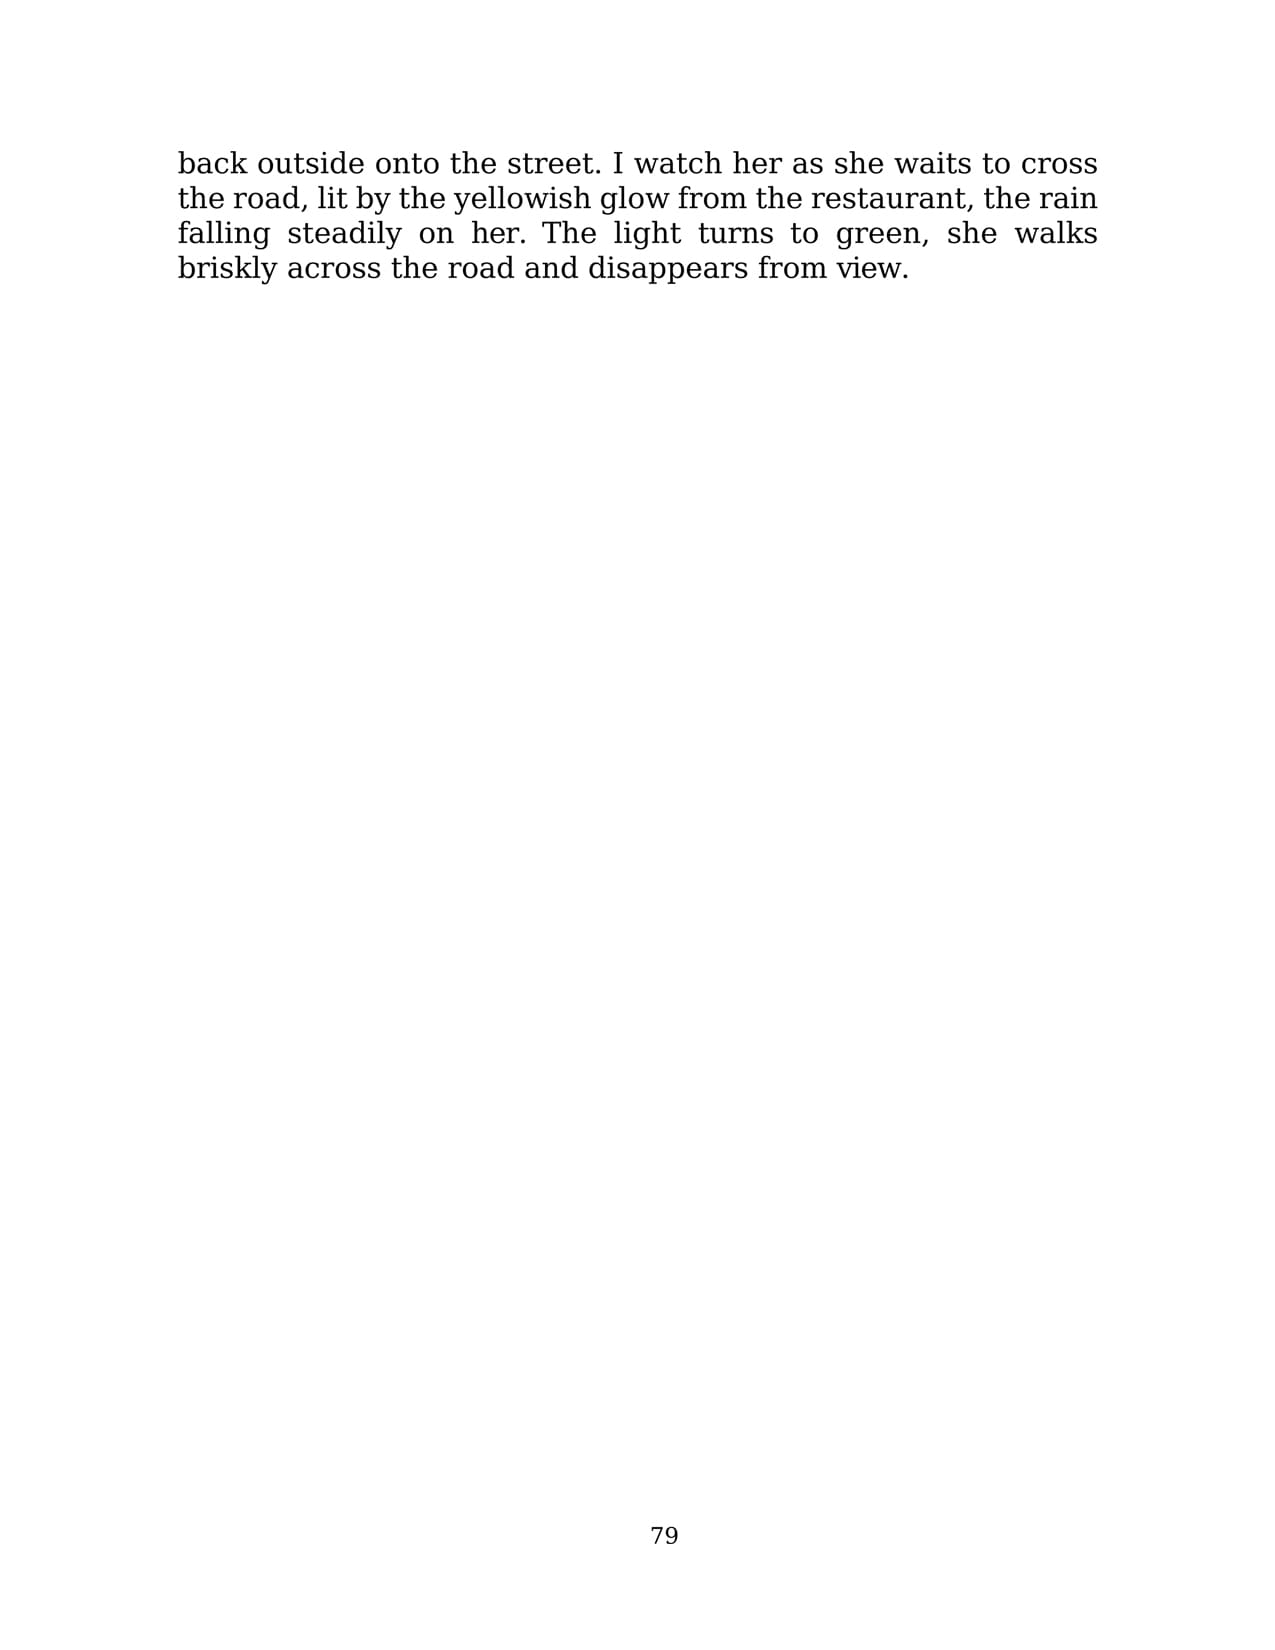 back outside onto the street. I watch her as she waits to cross
the road, lit by the yellowish glow from the restaurant, the rain
falling steadily on her. The light turns to green, she walks
briskly across the road and disappears from view.
79